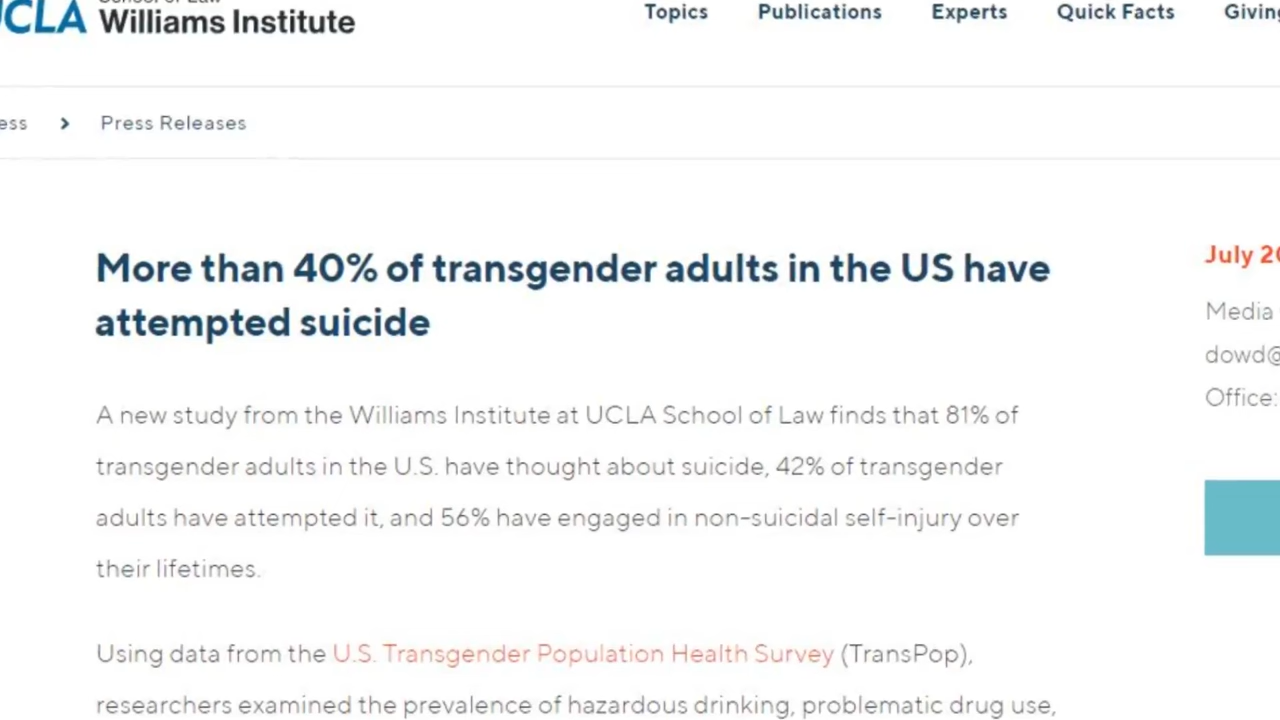 UCLA Williams Institute
Topics Publications Experts Quick Facts Giving
Press Releases
More than 40% of transgender adults in the US have
attempted suicide
A new study from the Williams Institute at UCLA School of Law finds that 81% of
transgender adults in the U.S. have thought about suicide, 42% of transgender
adults have attempted it, and 56% have engaged in non-suicidal self-injury over
their lifetimes.
Using data from the U.S. Transgender Population Health Survey (TransPop),
researchers examined the prevalence of hazardous drinking, problematic drug use,
July
Media
dowd@
Office: